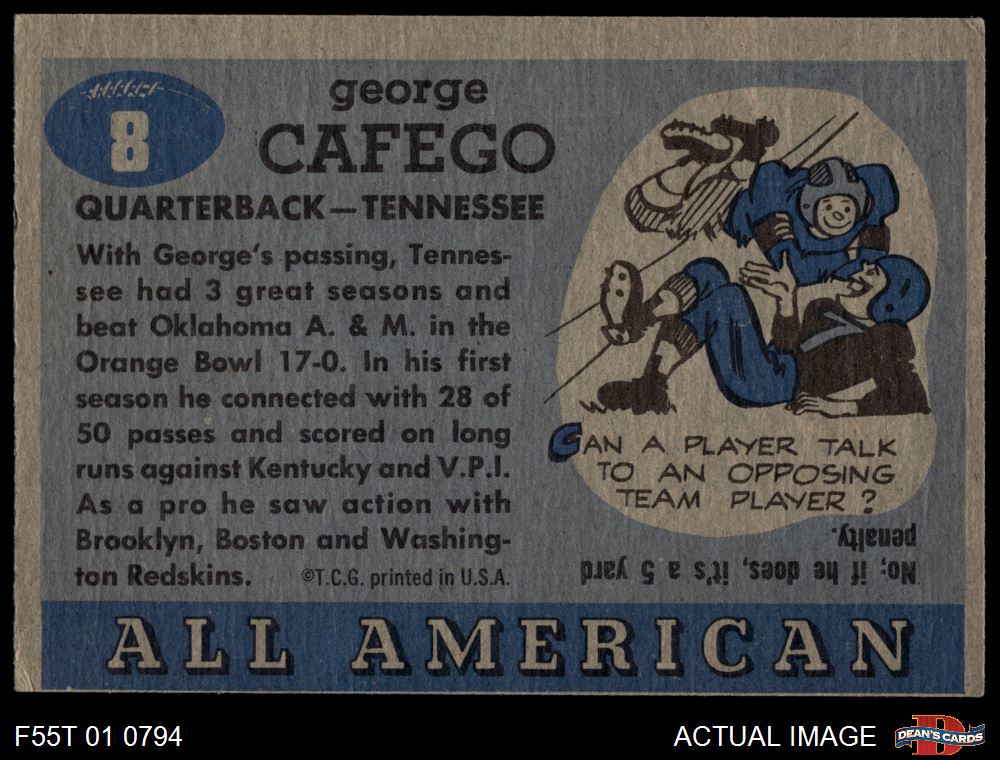 8
george
CAFEGO
QUARTERBACK—TENNESSEE
With George's passing, Tennes-
see had 3 great seasons and
beat Oklahoma A. & M. in the
Orange Bowl 17-0. In his first
season he connected with 28 of
50 passes and scored on long
runs against Kentucky and V.P.I.
As a pro he saw action with
Brooklyn, Boston and Washing-
ton Redskins.
©T.C.G. printed in U.S.A.
CAN A PLAYER TALK
TO AN OPPOSING
TEAM PLAYER?
No; if he does, it's a 5 yard
penalty.
ALL AMERICAN
F55T 01 0794
ACTUAL IMAGE
D
DEAN'S CARDS